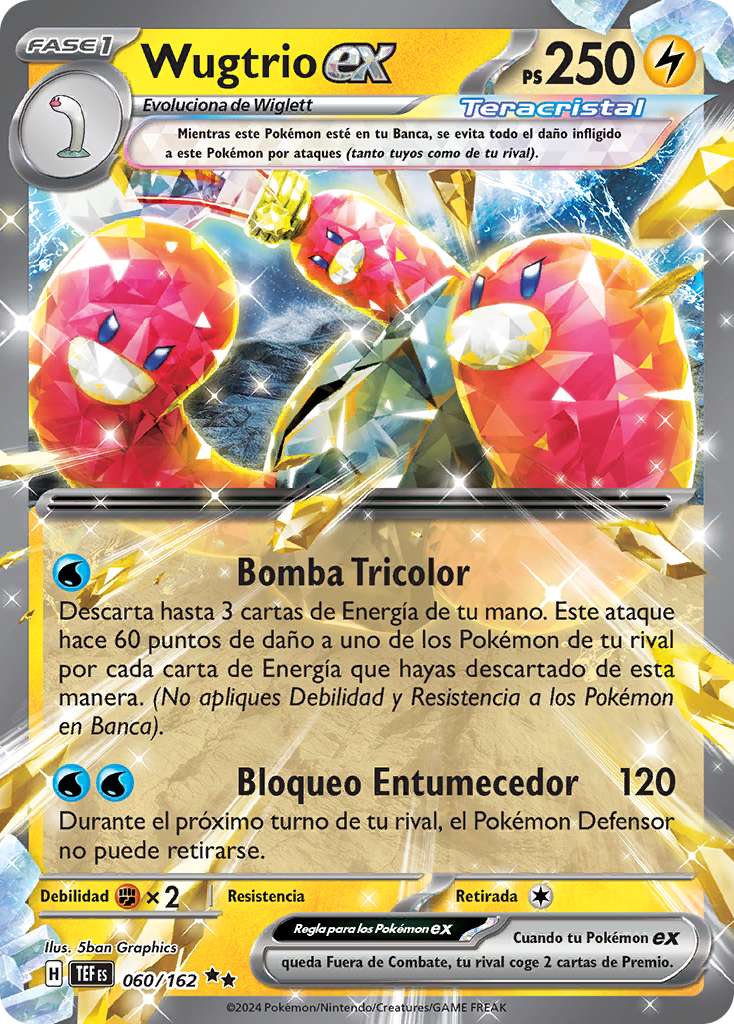 FASE 1
Wugtrio ex
PS 250
Evoluciona de Wiglett
Teracristal
Mientras este Pokémon esté en tu Banca, se evita todo el daño infligido
a este Pokémon por ataques (tanto tuyos como de tu rival).
Bomba Tricolor
Descarta hasta 3 cartas de Energía de tu mano. Este ataque
hace 60 puntos de daño a uno de los Pokémon de tu rival
por cada carta de Energía que hayas descartado de esta
manera. (No apliques Debilidad y Resistencia a los Pokémon
en Banca).
Bloqueo Entumecedor 120
Durante el próximo turno de tu rival, el Pokémon Defensor
no puede retirarse.
Debilidad × 2 Resistencia Retirada
Regla para los Pokémon ex
Cuando tu Pokémon ex
queda Fuera de Combate, tu rival coge 2 cartas de Premio.
Ilus. 5ban Graphics
H TEF ES 060/162
©2024 Pokémon/Nintendo/Creatures/GAME FREAK